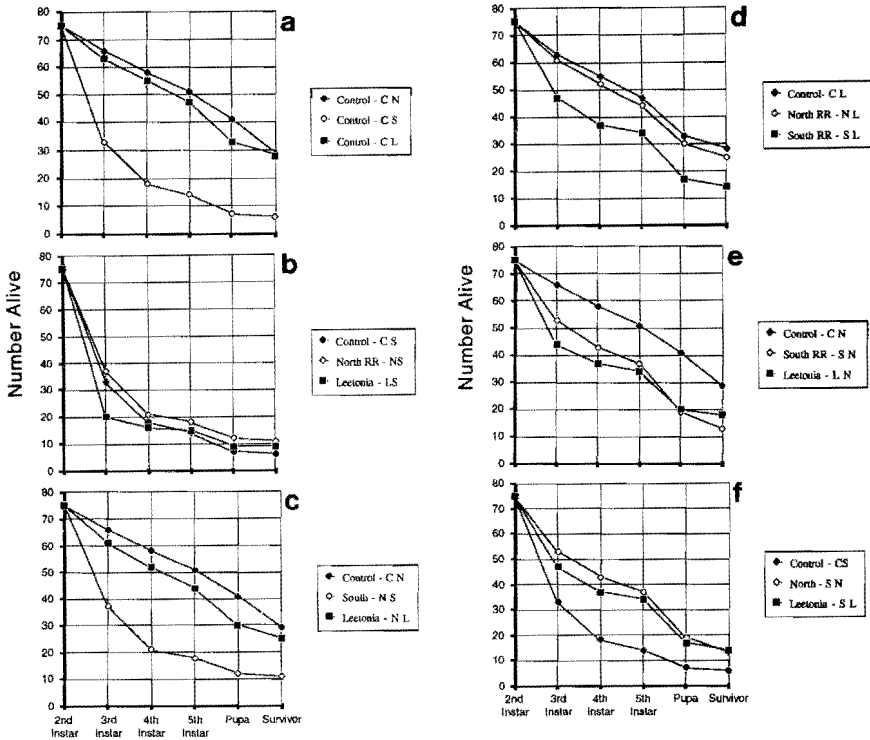 Number Alive
80
70
60
50
40
30
20
10
0
a
Control - C N
Control - C S
Control - C L
80
70
60
50
40
30
20
10
0
b
Control - C S
North RR - NS
Leetonia - LS
80
70
60
50
40
30
20
10
0
c
Control - C N
South - N S
Leetonia - N L
2nd Instar
3rd Instar
4th Instar
5th Instar
Pupa
Survivor
Number Alive
80
70
60
50
40
30
20
10
0
d
Control- C L
North RR - N L
South RR - S L
80
70
60
50
40
30
20
10
0
e
Control - C N
South RR - S N
Leetonia - L N
80
70
60
50
40
30
20
10
0
f
Control - CS
North - S N
Leetonia - S L
2nd Instar
3rd Instar
4th Instar
5th Instar
Pupa
Survivor